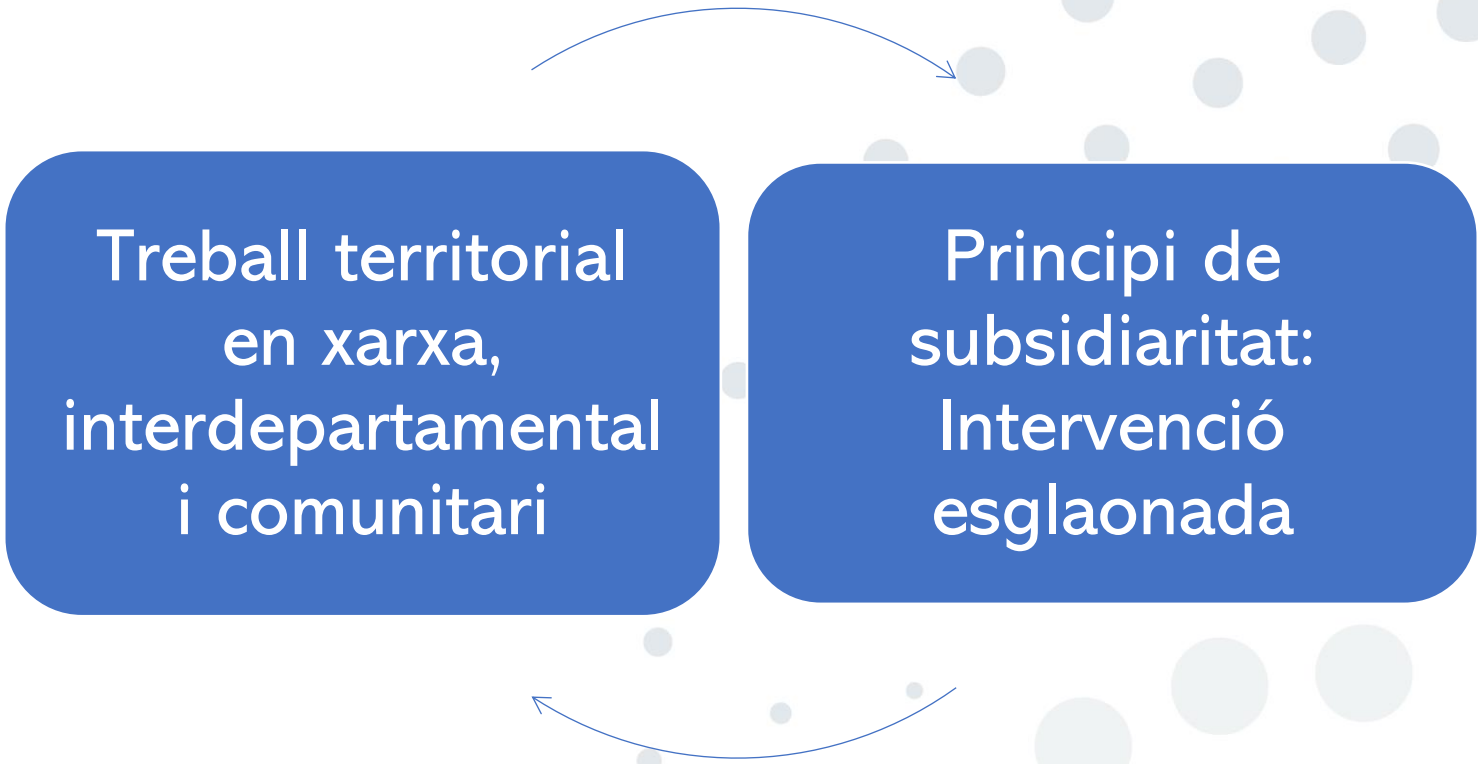 Treball territorial
en xarxa,
interdepartamental
i comunitari
Principi de
subsidiaritat:
Intervenció
esglaonada